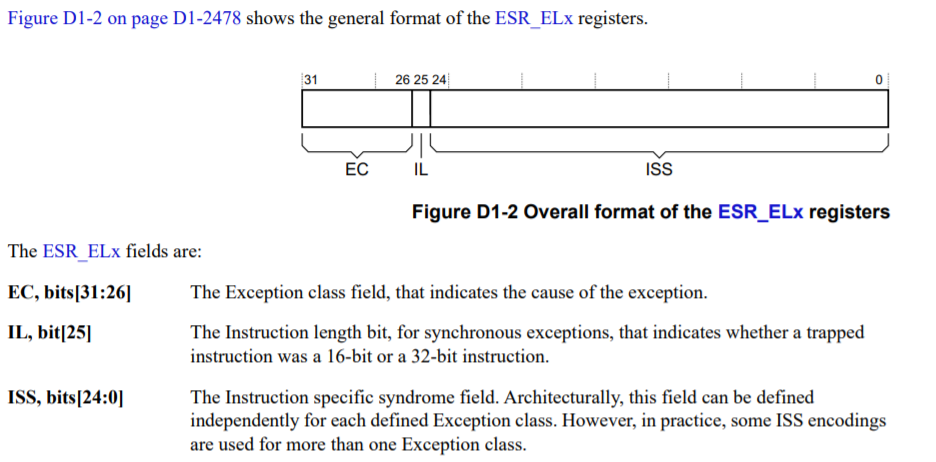 Figure D1-2 on page D1-2478 shows the general format of the ESR_ELx registers.
31 26 25 24 0
EC IL ISS
Figure D1-2 Overall format of the ESR_ELx registers
The ESR_ELx fields are:
EC, bits[31:26] The Exception class field, that indicates the cause of the exception.
IL, bit[25] The Instruction length bit, for synchronous exceptions, that indicates whether a trapped
instruction was a 16-bit or a 32-bit instruction.
ISS, bits[24:0] The Instruction specific syndrome field. Architecturally, this field can be defined
independently for each defined Exception class. However, in practice, some ISS encodings
are used for more than one Exception class.